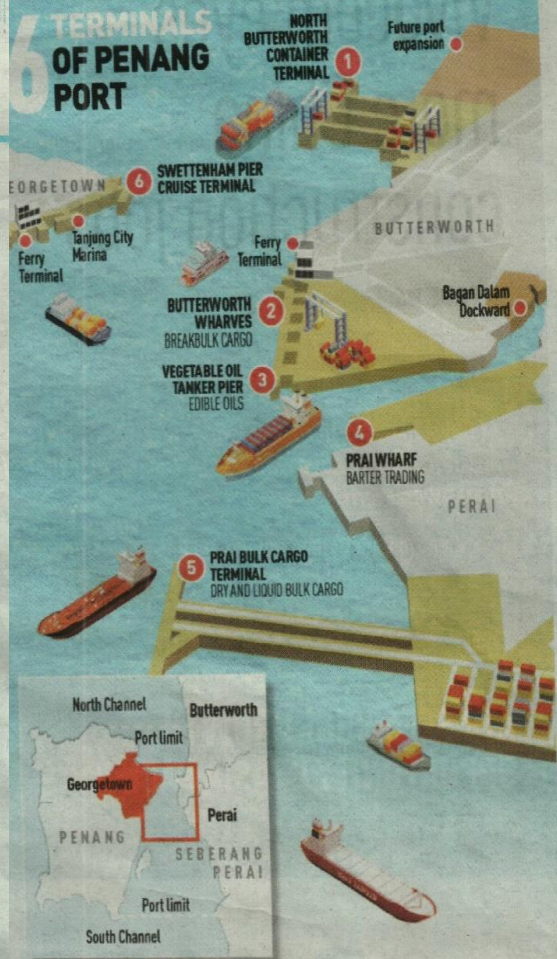 6 TERMINALS
OF PENANG
PORT
NORTH
BUTTERWORTH
CONTAINER
TERMINAL
1
Future port
expansion
6
SWETTENHAM PIER
CRUISE TERMINAL
EORGETOWN
Ferry
Terminal
Tanjung City
Marina
BUTTERWORTH
Ferry
Terminal
Bagan Dalam
Dockward
BUTTERWORTH
WHARVES
BREAKBULK CARGO
2
VEGETABLE OIL
TANKER PIER
EDIBLE OILS
3
4
PRAI WHARF
BARTER TRADING
PERAI
5
PRAI BULK CARGO
TERMINAL
DRY AND LIQUID BULK CARGO
North Channel
Butterworth
Port limit
Georgetown
Perai
PENANG
SEBERANG
PERAI
Port limit
South Channel